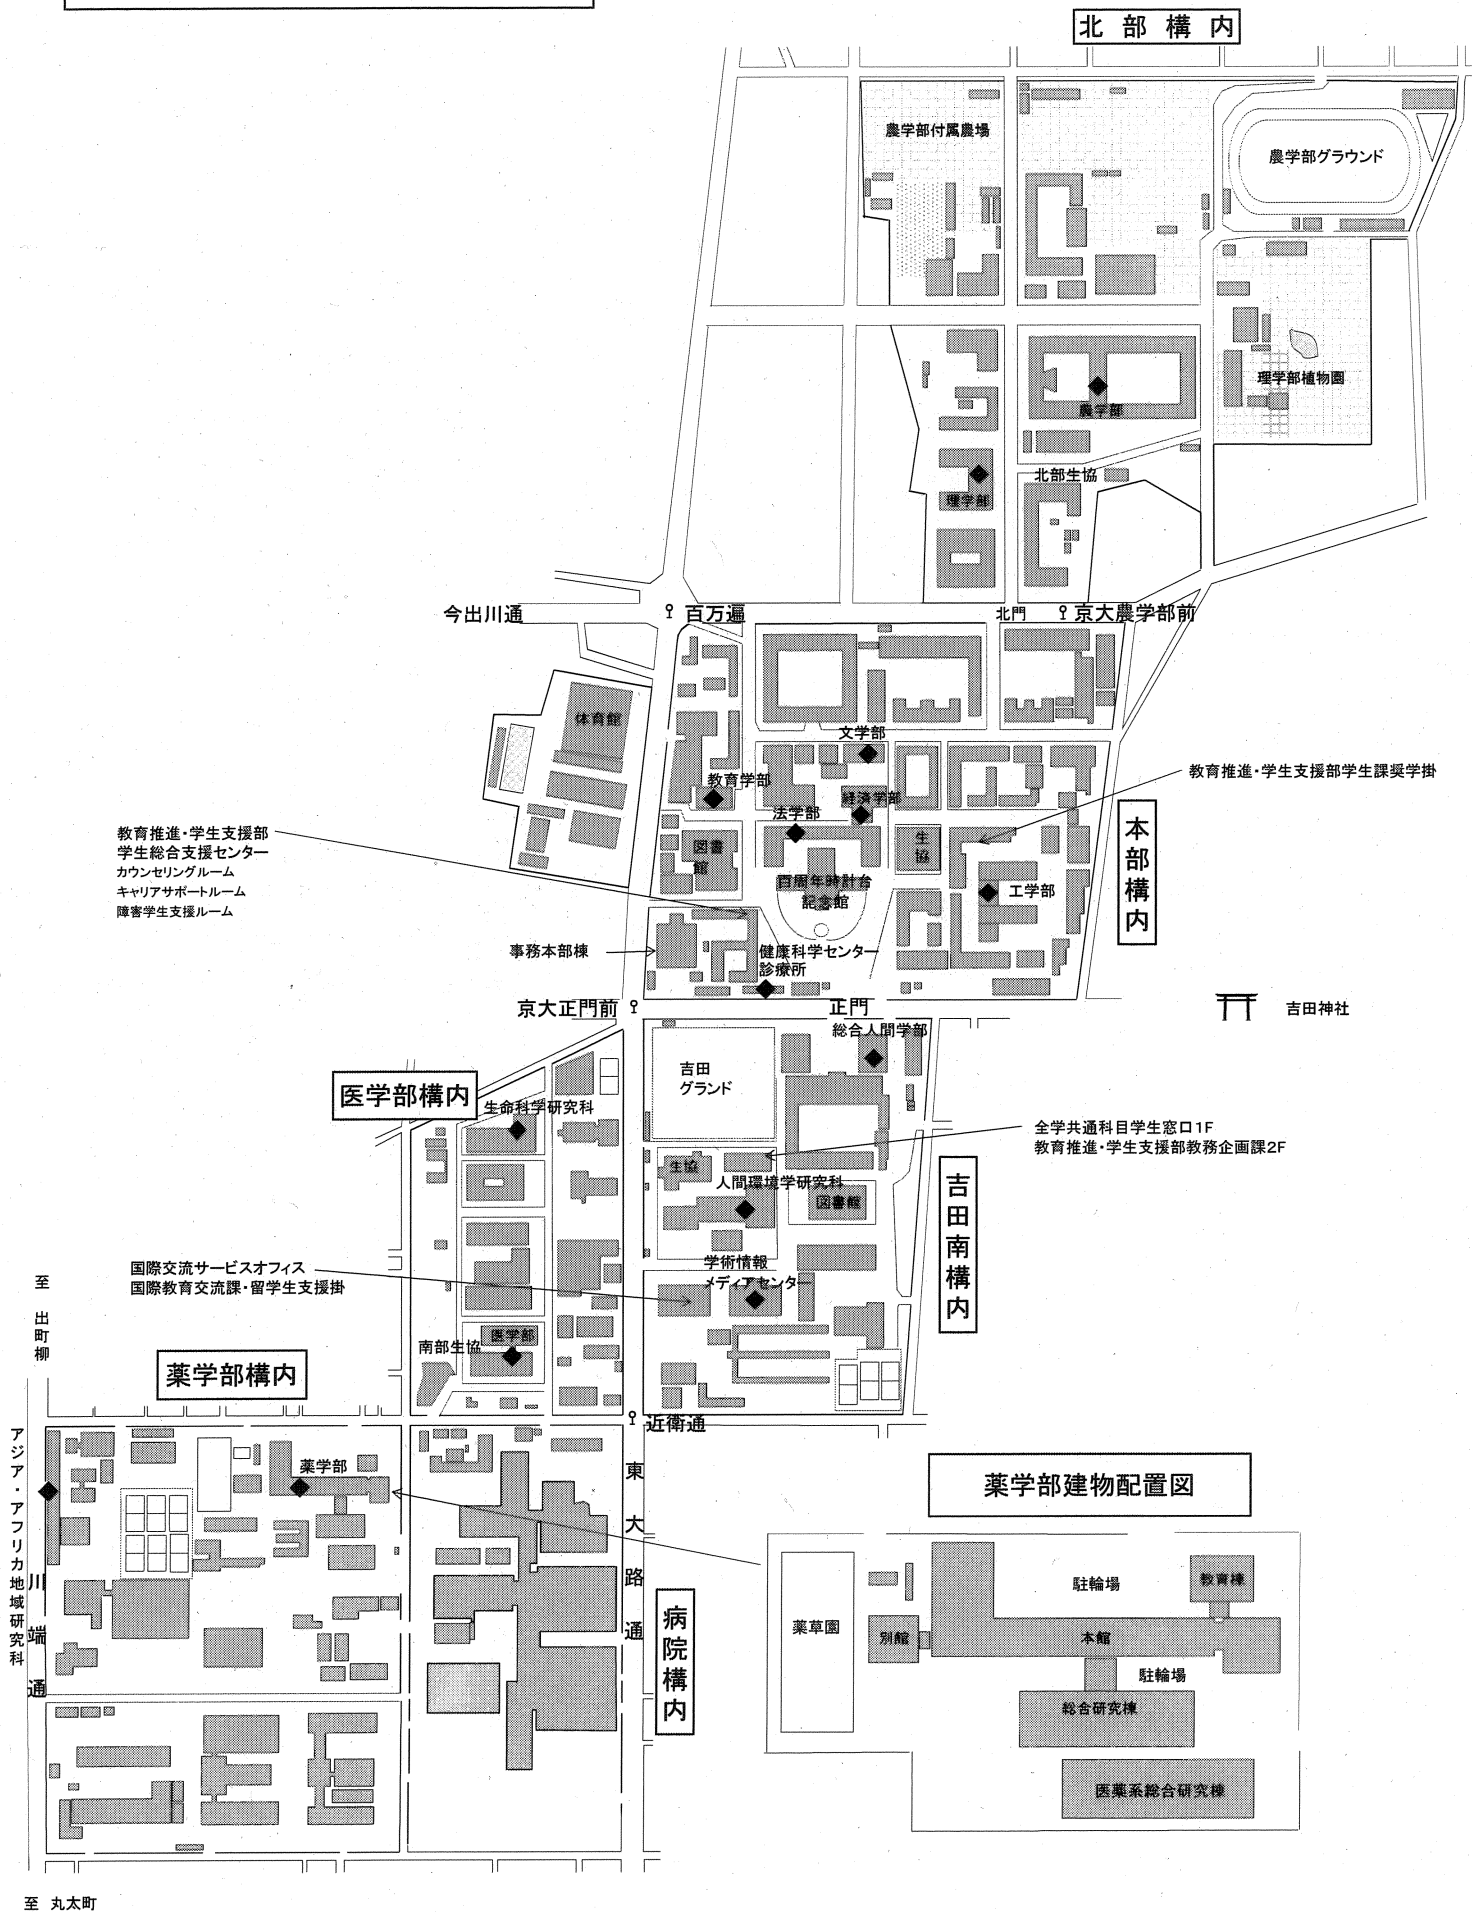 北部構内
農学部付属農場
農学部グラウンド
理学部植物園
農学部
北部生協
理学部
今出川通
百万遍
北門
京大農学部前
体育館
文学部
教育学部
経済学部
法学部
教育推進・学生支援部学生課奨学掛
本部構内
教育推進・学生支援部
学生総合支援センター
カウンセリングルーム
キャリアサポートルーム
障害学生支援ルーム
図書
館
生
協
百周年時計台
記念館
工学部
事務本部棟
健康科学センター
診療所
京大正門前
正門
吉田神社
総合人間学部
吉田
グランド
医学部構内
生命科学研究科
全学共通科目学生窓口1F
教育推進・学生支援部教務企画課2F
生協
人間環境学研究科
図書館
吉田南構内
国際交流サービスオフィス
国際教育交流課・留学生支援掛
学術情報
メディアセンター
至 出町柳
南部生協
医学部
薬学部構内
近衛通
アジア・アフリカ地域研究科
薬学部
東大路通
川端通
病院構内
薬学部建物配置図
駐輪場
教育棟
薬草園
別館
本館
駐輪場
総合研究棟
医薬系総合研究棟
至 丸太町